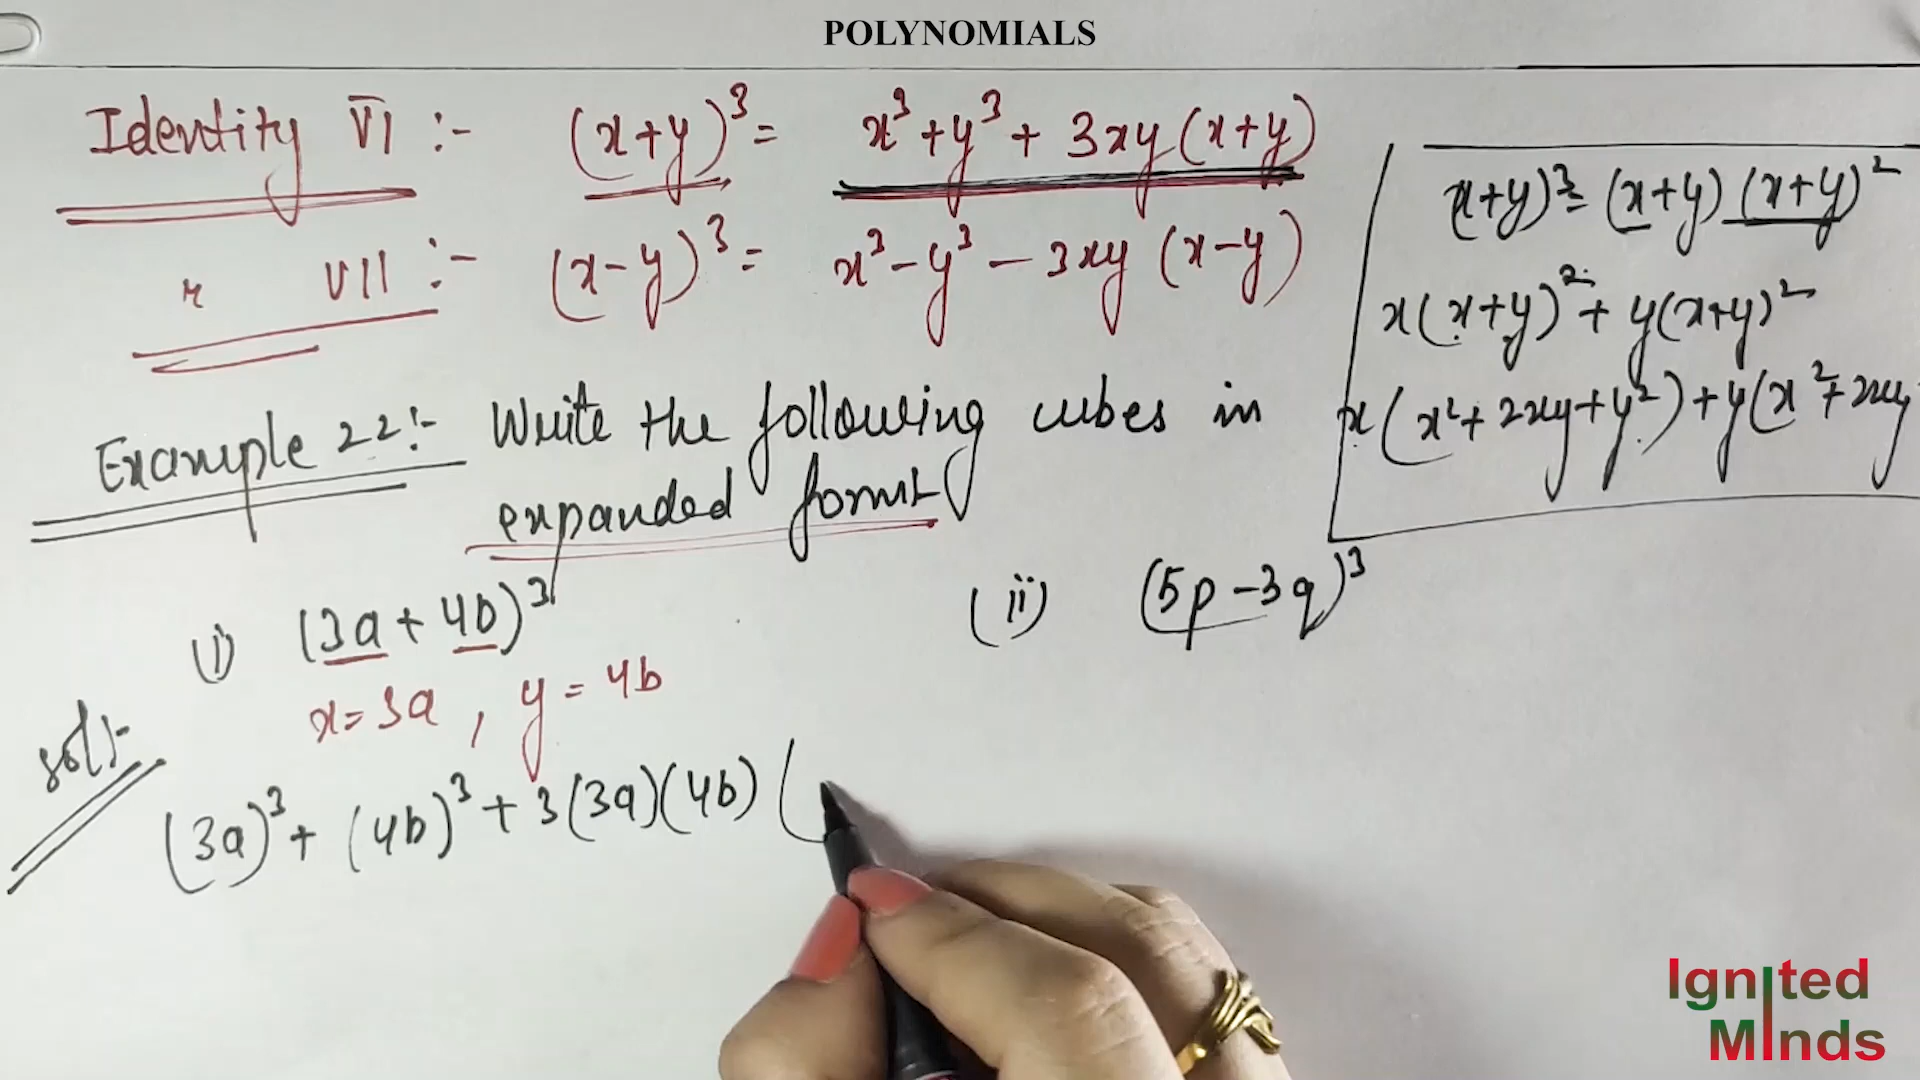 POLYNOMIALS
Identity VI :- (x+y)³ = x³+y³ + 3xy(x+y)
" VII :- (x-y)³ = x³-y³ - 3xy (x-y)
x+y)³ = (x+y) (x+y)²
x(x+y)² + y(x+y)²
x(x²+2xy+y²)+y(x²+2xy
Example 22:- Write the following cubes in
expanded form:
(i) (3a + 4b)³
(ii) (5p - 3q)³
x=3a , y=4b
sol:-
(3a)³ + (4b)³ + 3(3a)(4b) (
Ignited
Minds